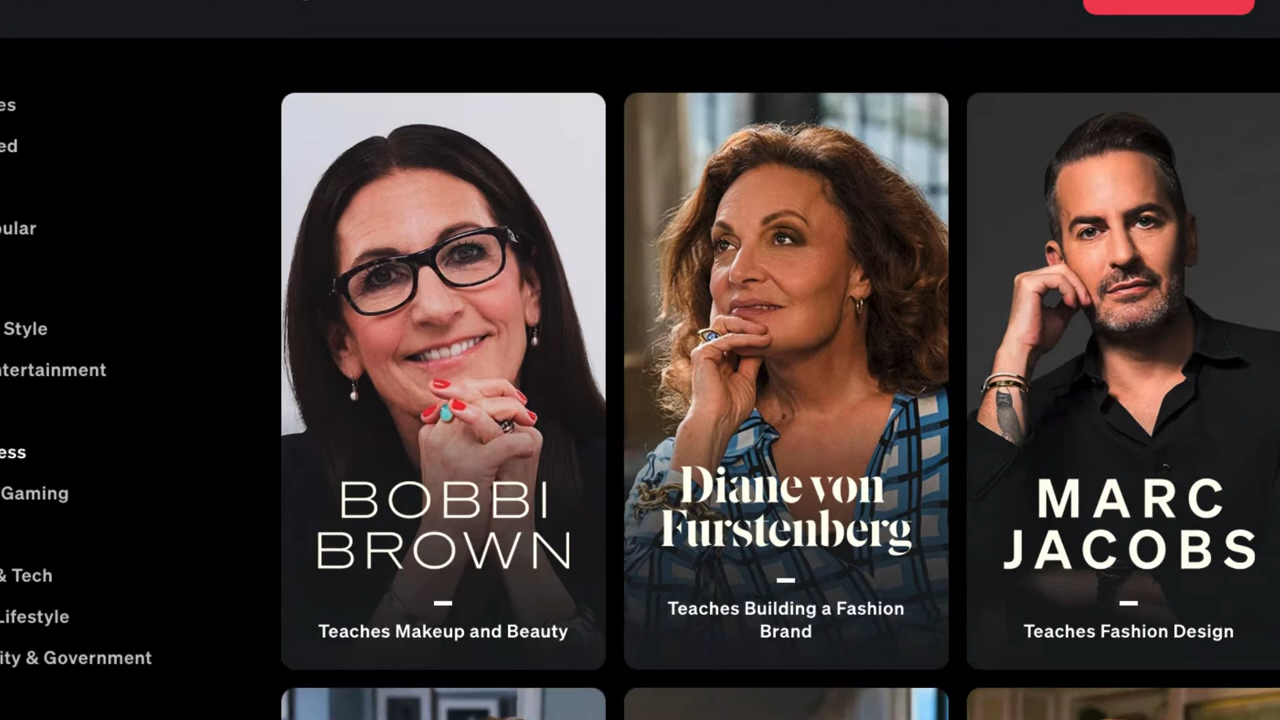 es
ed
pular
Style
ntertainment
ess
Gaming
& Tech
Lifestyle
ity & Government
BOBBI
BROWN
Teaches Makeup and Beauty
Diane von
Furstenberg
Teaches Building a Fashion
Brand
MARC
JACOBS
Teaches Fashion Design